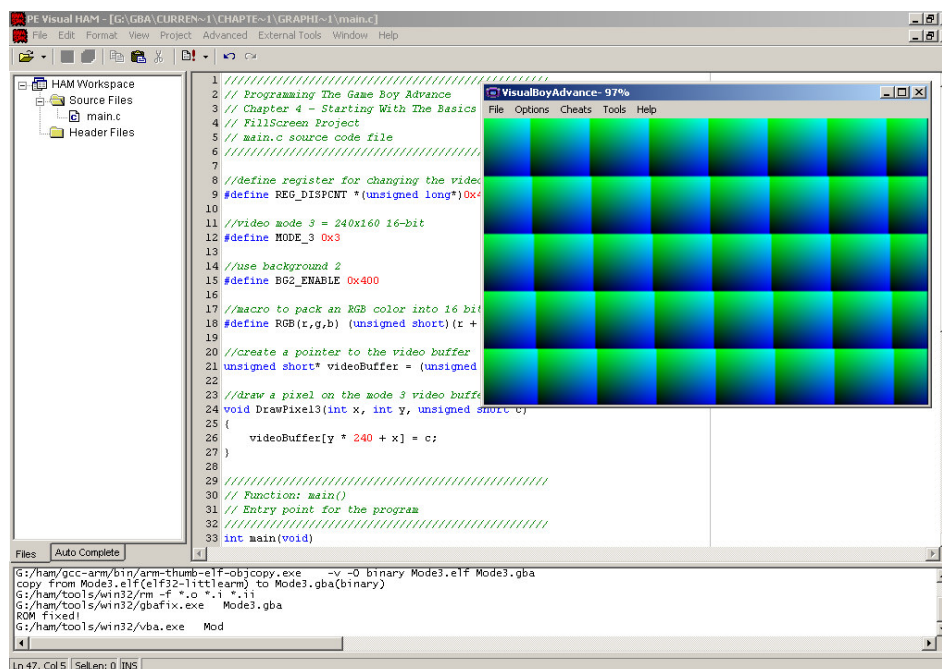 PE Visual HAM - [G:\GBA\CURREN~1\CHAPTE~1\GRAPHI~1\main.c]
File Edit Format View Project Advanced External Tools Window Help
HAM Workspace
Source Files
main.c
Header Files
Files Auto Complete
1 //////////////////////////////////////////////////
2 // Programming The Game Boy Advance
3 // Chapter 4 - Starting With The Basics
4 // FillScreen Project
5 // main.c source code file
6 ////////////////////////////////////////
7
8 //define register for changing the video
9 #define REG_DISPCNT *(unsigned long*)0x4
10
11 //video mode 3 = 240x160 16-bit
12 #define MODE_3 0x3
13
14 //use background 2
15 #define BG2_ENABLE 0x400
16
17 //macro to pack an RGB color into 16 bit
18 #define RGB(r,g,b) (unsigned short)(r +
19
20 //create a pointer to the video buffer
21 unsigned short* videoBuffer = (unsigned
22
23 //draw a pixel on the mode 3 video buffe
24 void DrawPixel3(int x, int y, unsigned short c)
25 {
26 videoBuffer[y * 240 + x] = c;
27 }
28
29 //////////////////////////////////////////////////
30 // Function: main()
31 // Entry point for the program
32 //////////////////////////////////////////////////
33 int main(void)
VisualBoyAdvance- 97%
File Options Cheats Tools Help
G:/ham/gcc-arm/bin/arm-thumb-elf-objcopy.exe -v -O binary Mode3.elf Mode3.gba
copy from Mode3.elf(elf32-littlearm) to Mode3.gba(binary)
G:/ham/tools/win32/rm -f *.o *.i *.ii
G:/ham/tools/win32/gbafix.exe Mode3.gba
ROM fixed!
G:/ham/tools/win32/vba.exe Mod
Ln 47, Col 5 SelLen: 0 INS